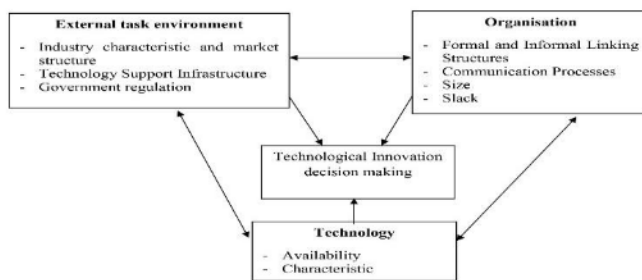 External task environment
- Industry characteristic and market
structure
- Technology Support Infrastructure
- Government regulation
Organisation
- Formal and Informal Linking
Structures
- Communication Processes
- Size
- Slack
Technological Innovation
decision making
Technology
- Availability
- Characteristic